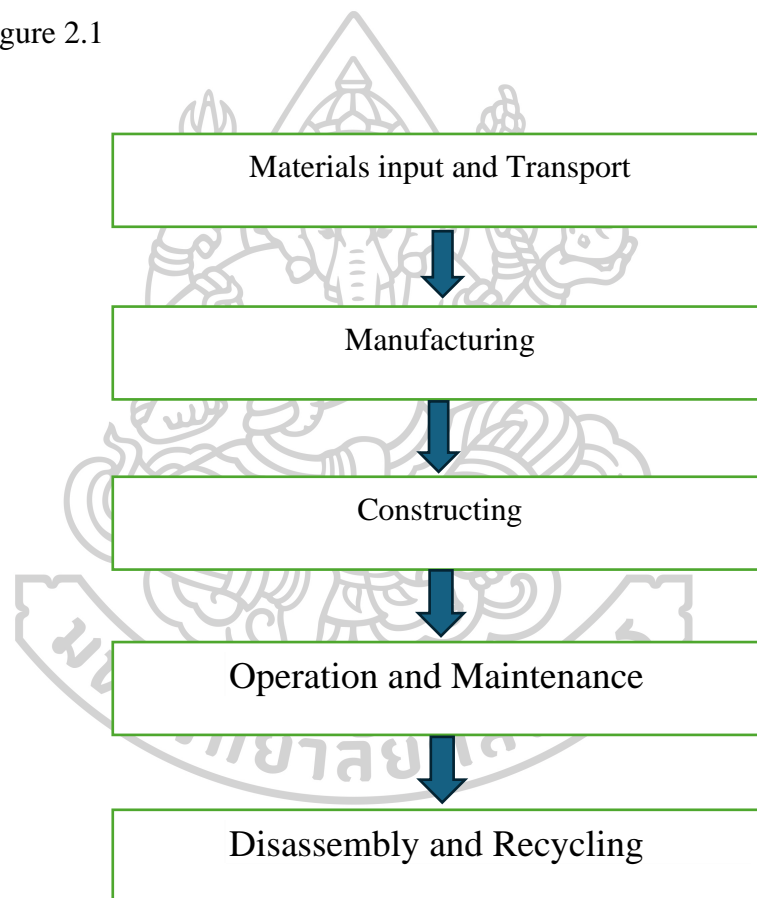 gure 2.1
Materials input and Transport
Manufacturing
Constructing
Operation and Maintenance
Disassembly and Recycling